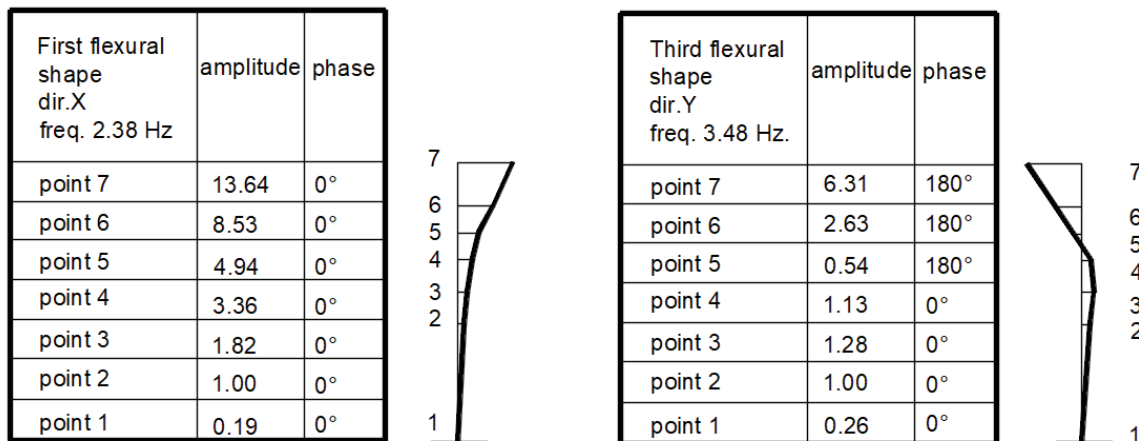 First flexural
shape
dir.X
freq. 2.38 Hz
amplitude phase
point 7 13.64 0°
point 6 8.53 0°
point 5 4.94 0°
point 4 3.36 0°
point 3 1.82 0°
point 2 1.00 0°
point 1 0.19 0°
7
6
5
4
3
2
1
Third flexural
shape
dir.Y
freq. 3.48 Hz.
amplitude phase
point 7 6.31 180°
point 6 2.63 180°
point 5 0.54 180°
point 4 1.13 0°
point 3 1.28 0°
point 2 1.00 0°
point 1 0.26 0°
7
6
5
4
3
2
1